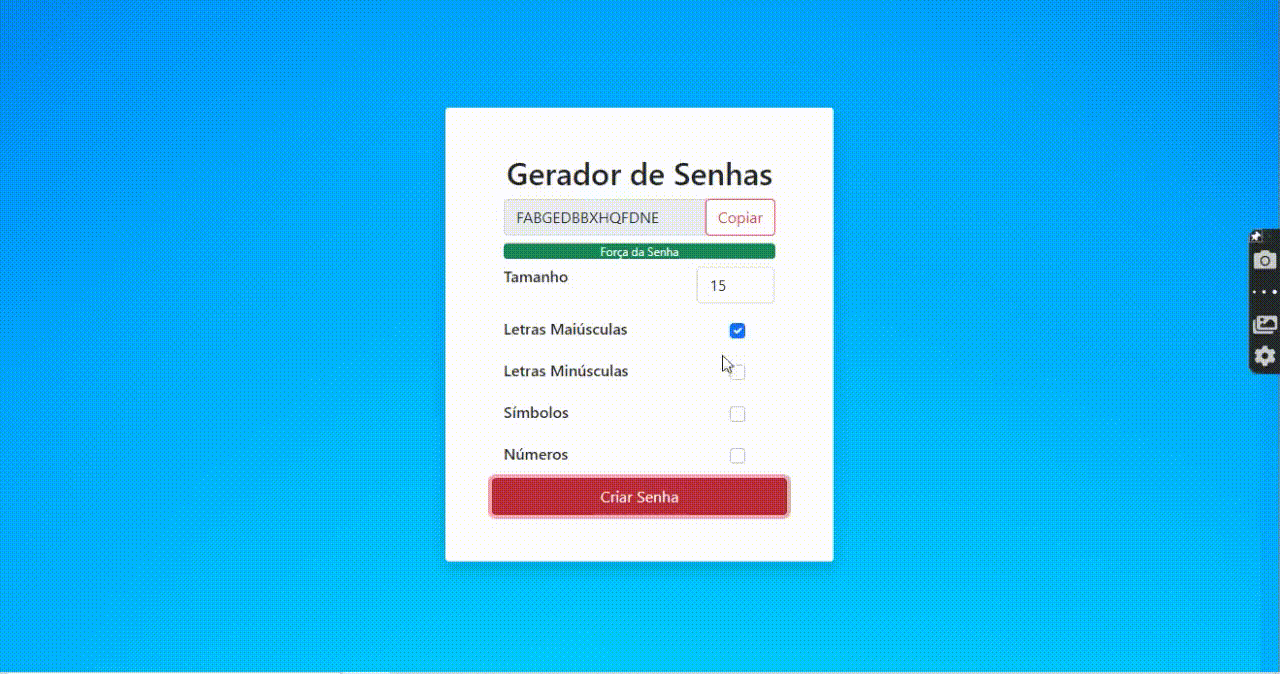 Gerador de Senhas
FABGEDBBXHQFDNE Copiar
Força da Senha
Tamanho 15
Letras Maiúsculas
Letras Minúsculas
Símbolos
Números
Criar Senha